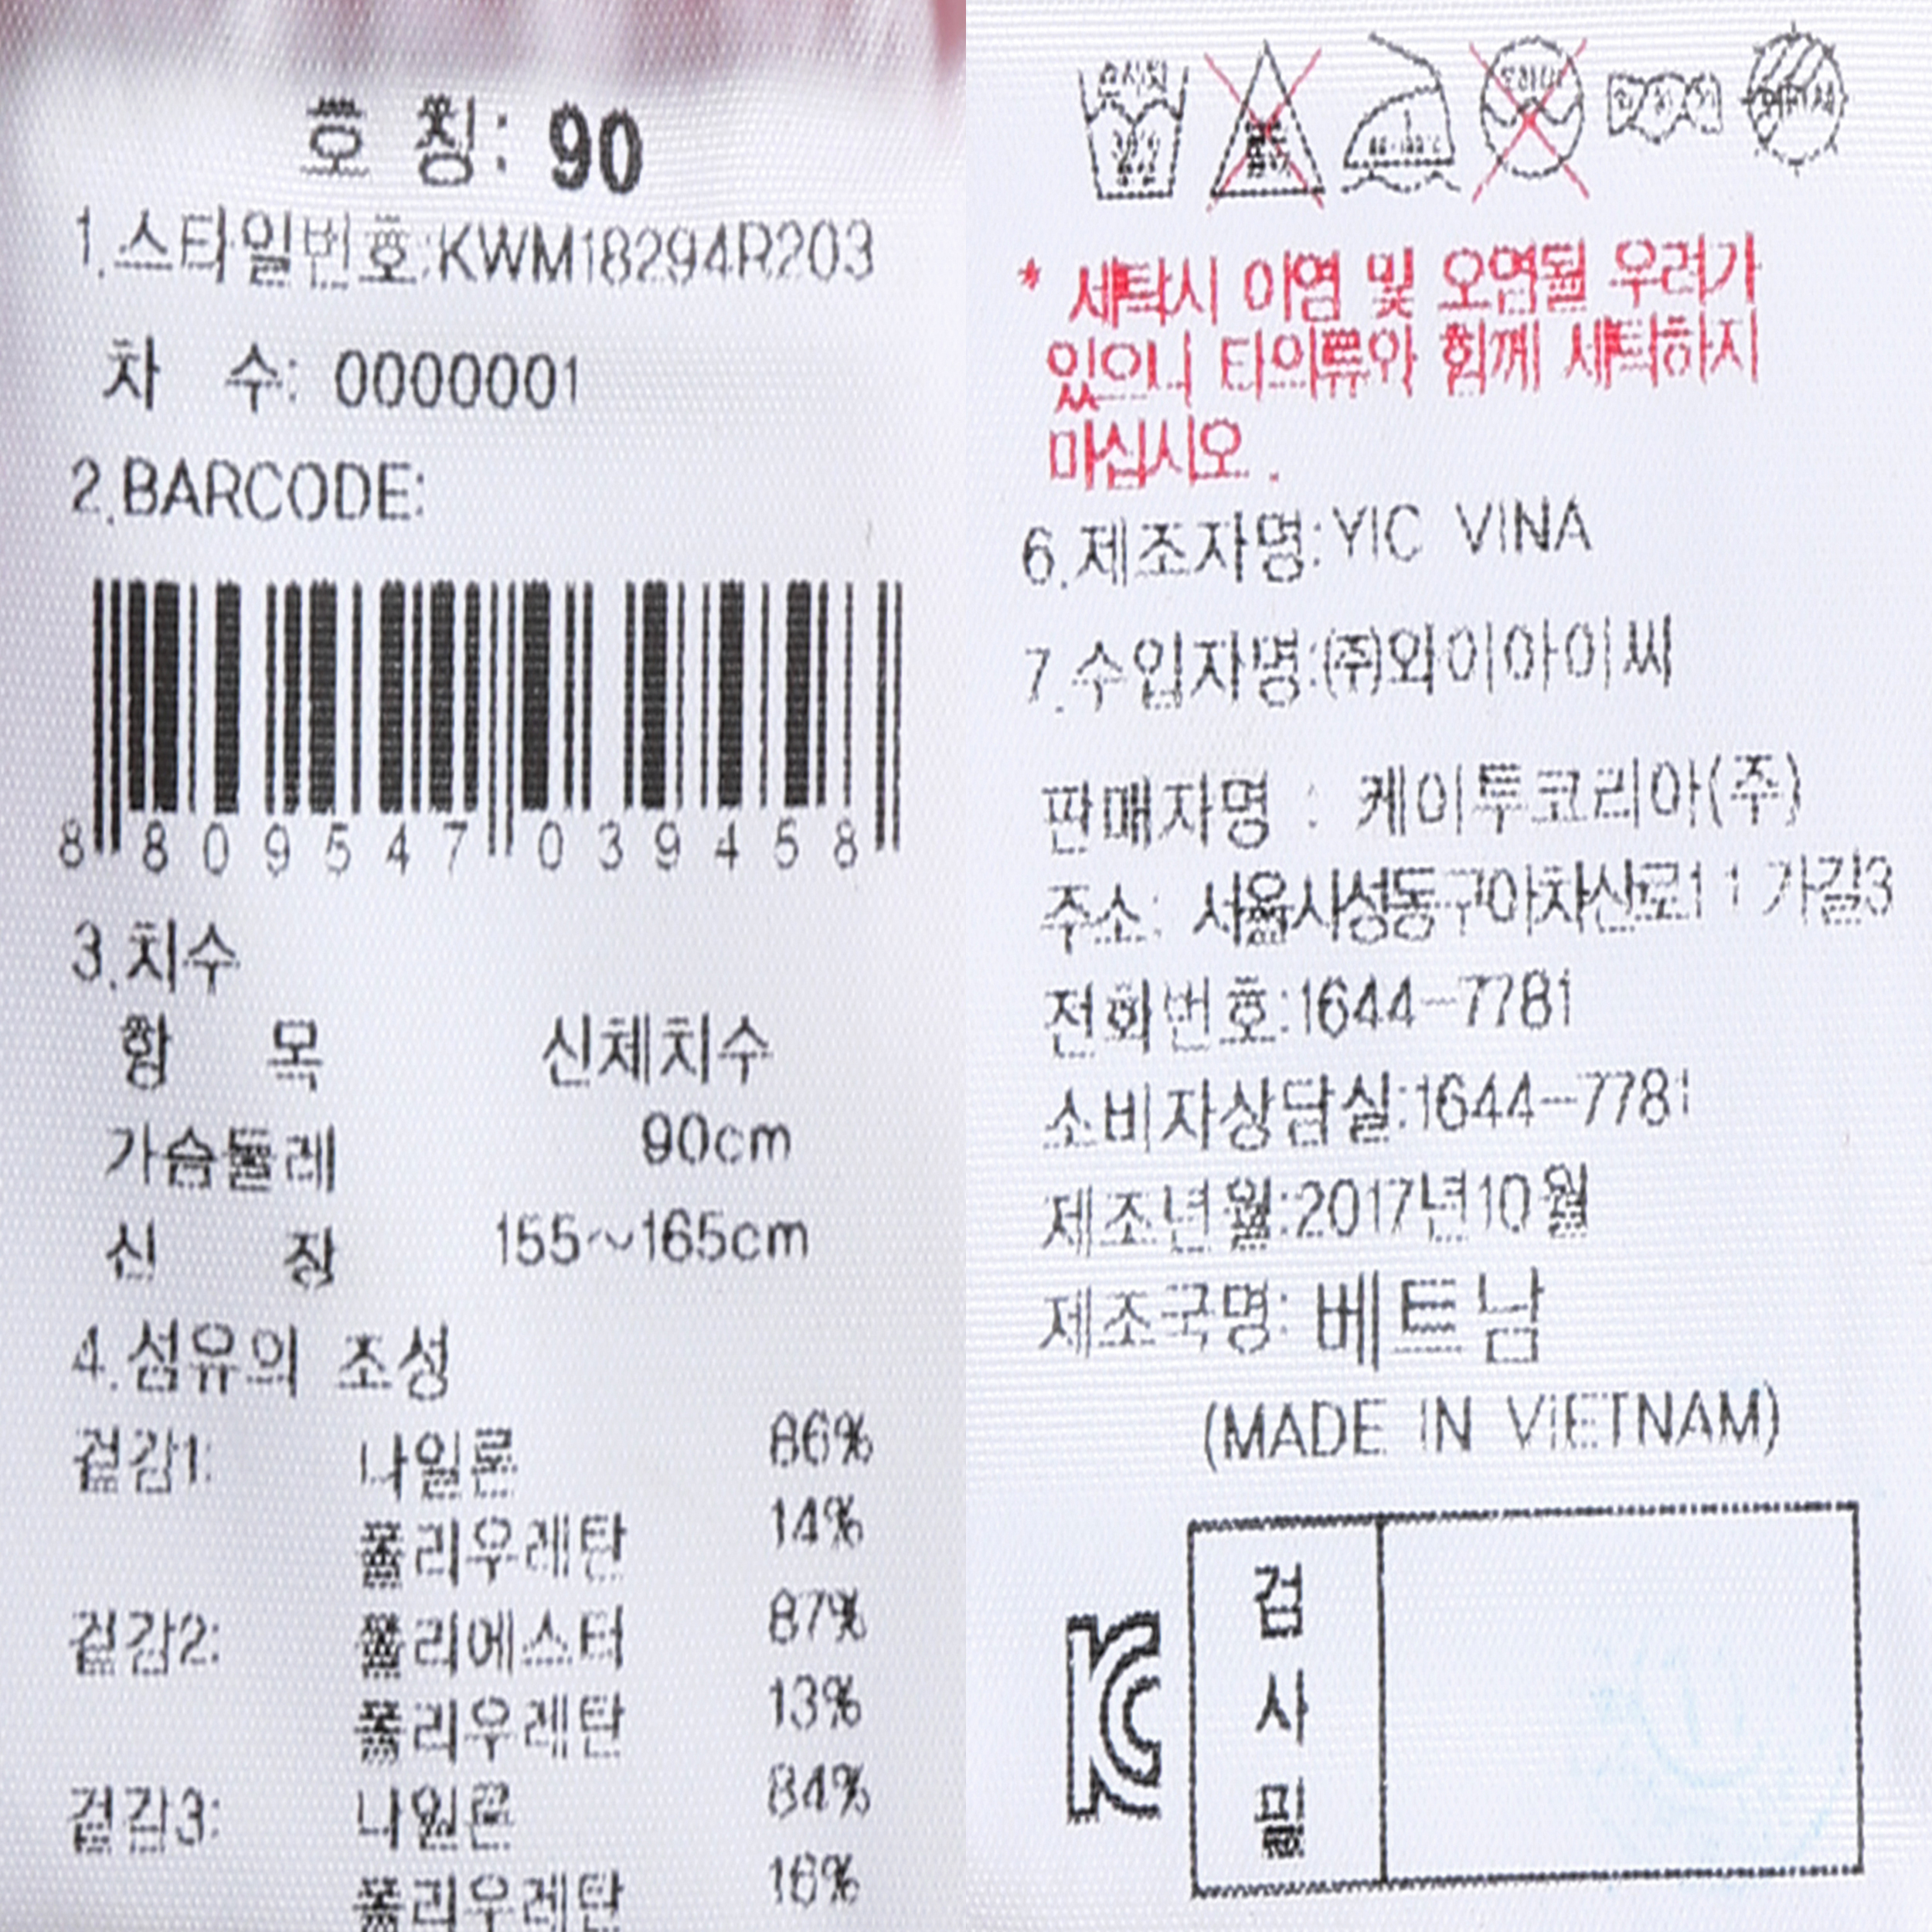 호 칭: 90
1.스타일번호:KWM18294R203
차 수: 0000001
2.BARCODE:
8 809547 039458
3.치수
항 목 신체치수
가슴둘레 90cm
신 장 155~165cm
4.섬유의 조성
겉감1: 나일론 86%
폴리우레탄 14%
겉감2: 폴리에스터 87%
폴리우레탄 13%
겉감3: 나일론 84%
폴리우레탄 16%
* 세탁시 이염 및 오염될 우려가
있으니 타의류와 함께 세탁하지
마십시오.
6.제조자명:YIC VINA
7.수입자명:(주)와이아이씨
판매자명 : 케이투코리아(주)
주소: 서울시성동구아차산로11가길3
전화번호:1644-7781
소비자상담실:1644-7781
제조년월:2017년10월
제조국명: 베트남
(MADE IN VIETNAM)
KC
검
사
필